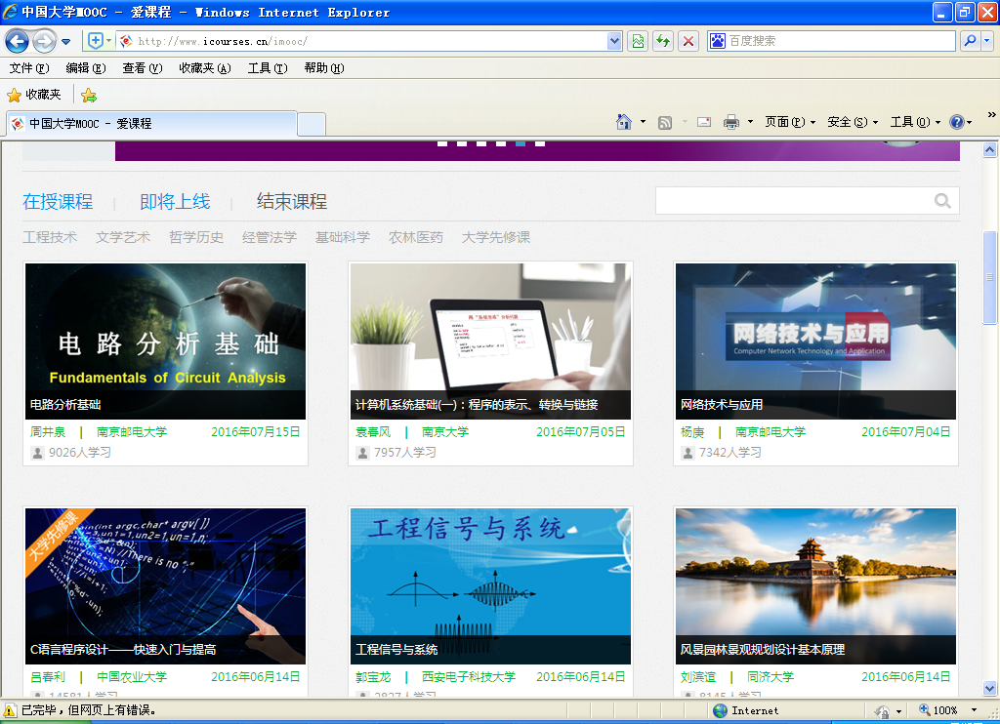 中国大学MOOC - 爱课程 - Windows Internet Explorer
http://www.icourses.cn/imooc/
百度搜索
文件(F) 编辑(E) 查看(V) 收藏夹(A) 工具(T) 帮助(H)
收藏夹
中国大学MOOC - 爱课程
页面(P) 安全(S) 工具(O)
在授课程 | 即将上线 | 结束课程
工程技术 文学艺术 哲学历史 经管法学 基础科学 农林医药 大学先修课
电路分析基础
Fundamentals of Circuit Analysis
电路分析基础
周井泉 | 南京邮电大学 2016年07月15日
9026人学习
计算机系统基础(一)：程序的表示、转换与链接
袁春风 | 南京大学 2016年07月05日
7957人学习
网络技术与应用
Computer Network Technology and Application
网络技术与应用
杨庚 | 南京邮电大学 2016年07月04日
7342人学习
大学先修课
C语言程序设计——快速入门与提高
吕春利 | 中国农业大学 2016年06月14日
14581人学习
工程信号与系统
工程信号与系统
郭宝龙 | 西安电子科技大学 2016年06月14日
2827人学习
风景园林景观规划设计基本原理
刘滨谊 | 同济大学 2016年06月14日
8145人学习
已完毕，但网页上有错误。
Internet
100%